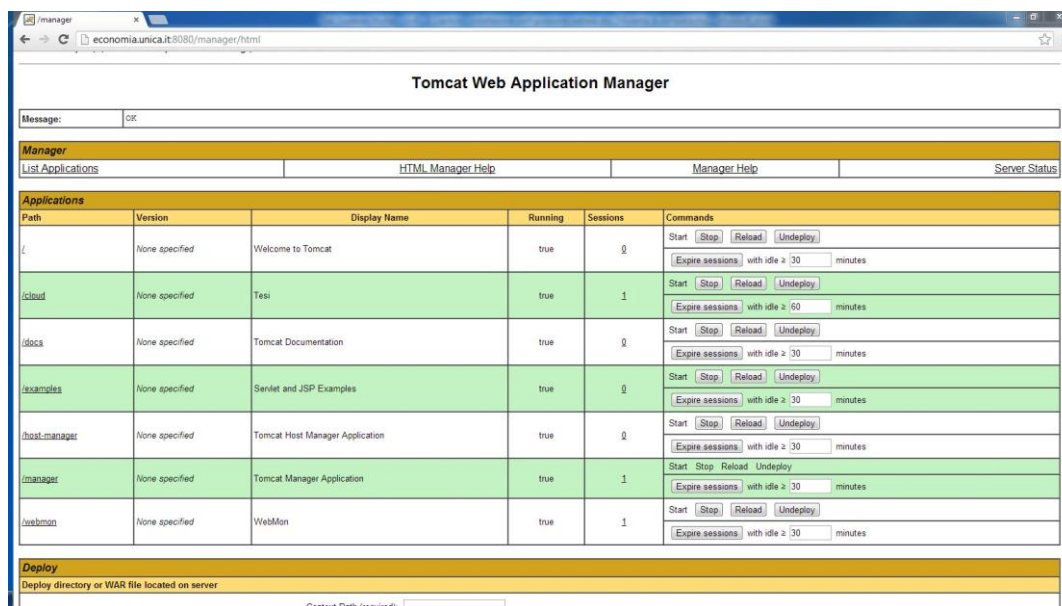 /manager
economia.unica.it:8080/manager/html
Tomcat Web Application Manager
Message: OK
Manager
List Applications HTML Manager Help Manager Help Server Status
Applications
Path Version Display Name Running Sessions Commands
/ None specified Welcome to Tomcat true 0 Start Stop Reload Undeploy
Expire sessions with idle ≥ 30 minutes
/cloud None specified Tesi true 1 Start Stop Reload Undeploy
Expire sessions with idle ≥ 60 minutes
/docs None specified Tomcat Documentation true 0 Start Stop Reload Undeploy
Expire sessions with idle ≥ 30 minutes
/examples None specified Servlet and JSP Examples true 0 Start Stop Reload Undeploy
Expire sessions with idle ≥ 30 minutes
/host-manager None specified Tomcat Host Manager Application true 0 Start Stop Reload Undeploy
Expire sessions with idle ≥ 30 minutes
/manager None specified Tomcat Manager Application true 1 Start Stop Reload Undeploy
Expire sessions with idle ≥ 30 minutes
/webmon None specified WebMon true 1 Start Stop Reload Undeploy
Expire sessions with idle ≥ 30 minutes
Deploy
Deploy directory or WAR file located on server
Context Path (required):